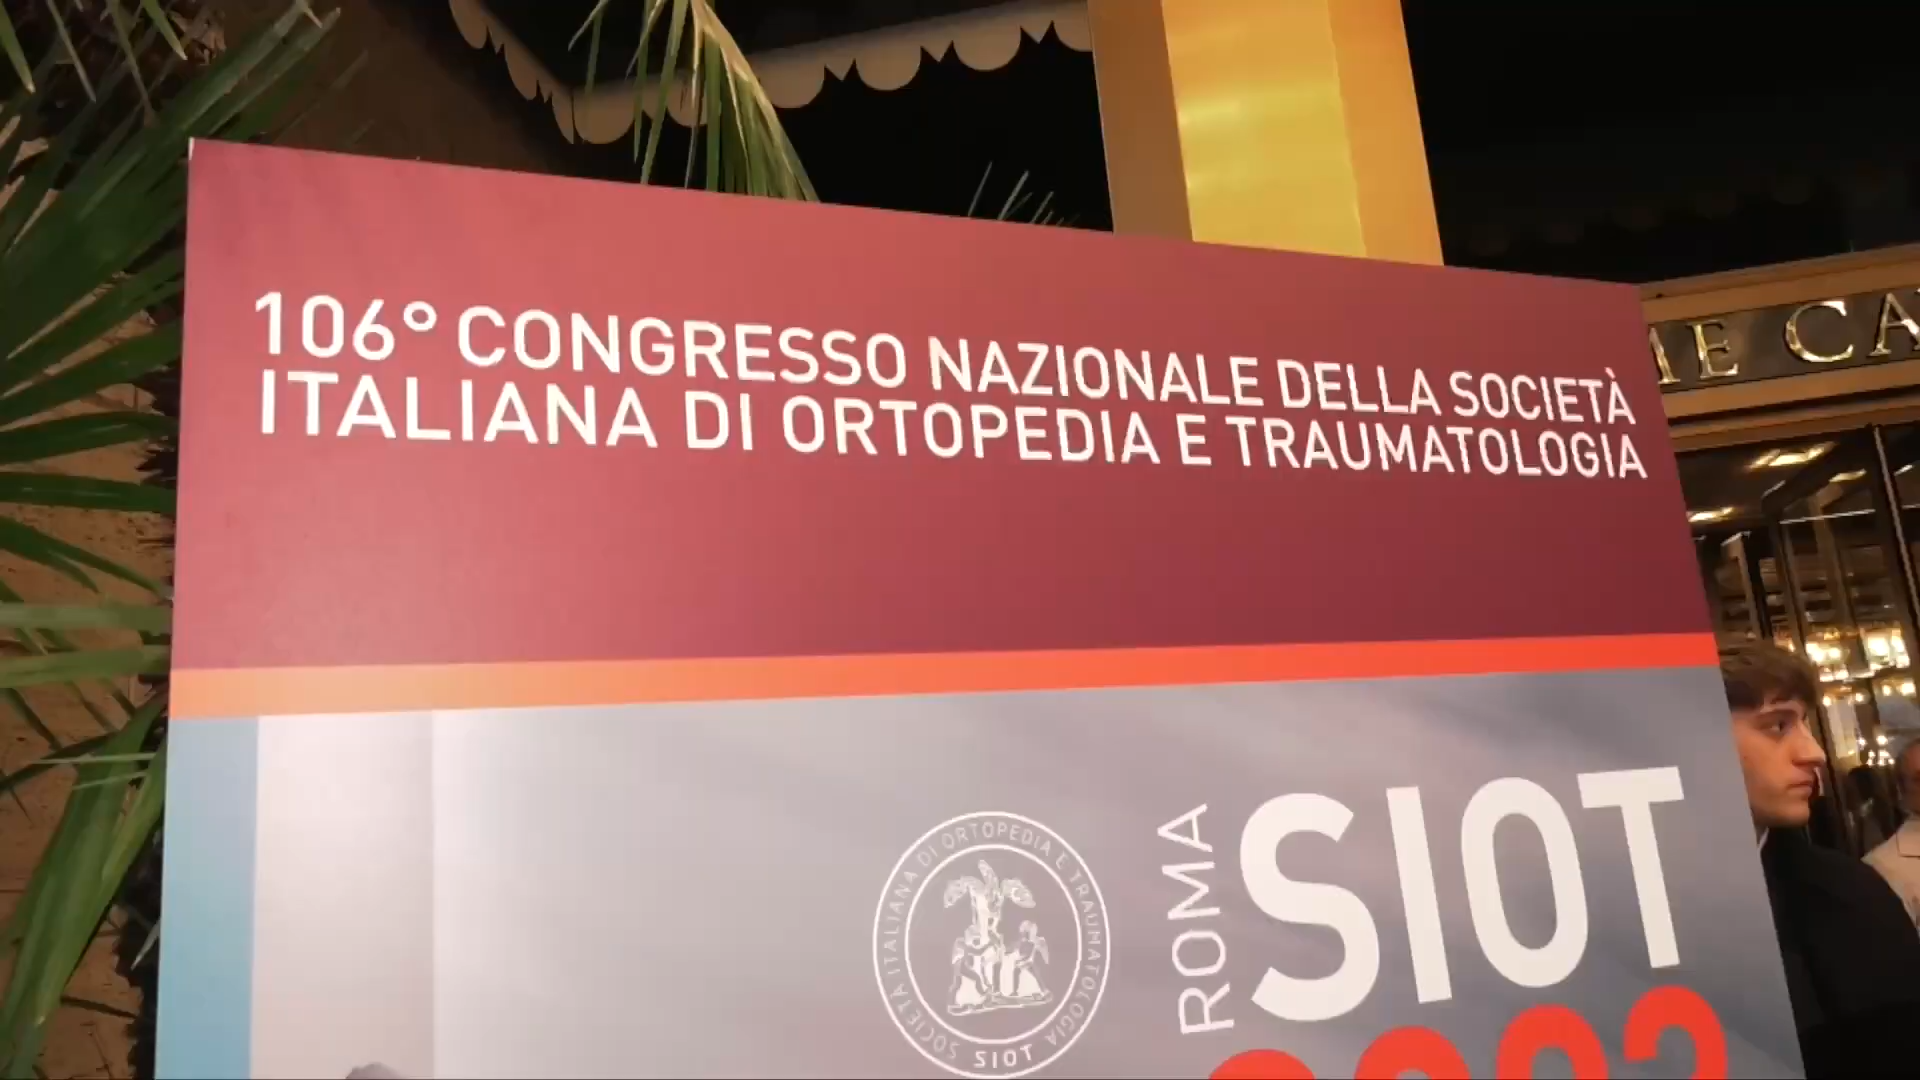 106° CONGRESSO NAZIONALE DELLA SOCIETÀ
ITALIANA DI ORTOPEDIA E TRAUMATOLOGIA
ROMA
SIOT
SOCIETÀ ITALIANA DI ORTOPEDIA E TRAUMATOLOGIA
SIOT